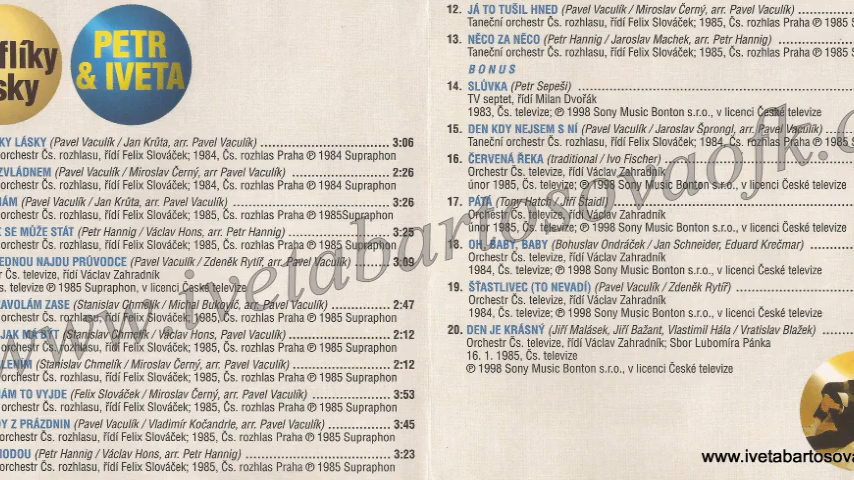 flíky
sky
PETR
& IVETA
KY LÁSKY (Pavel Vaculík / Jan Krůta, arr. Pavel Vaculík) 3:06
orchestr Čs. rozhlasu, řídí Felix Slováček; 1984, Čs. rozhlas Praha ℗ 1984 Supraphon
ZVLÁDNEM (Pavel Vaculík / Miroslav Černý, arr Pavel Vaculík) 2:26
orchestr Čs. rozhlasu, řídí Felix Slováček; 1985, Čs. rozhlas Praha ℗ 1985 Supraphon
NÁM (Pavel Vaculík / Jan Krůta, arr. Pavel Vaculík) 3:26
orchestr Čs. rozhlasu, řídí Felix Slováček; 1985, Čs. rozhlas Praha ℗ 1985Supraphon
SE MŮŽE STÁT (Petr Hannig / Václav Hons, arr. Petr Hannig) 3:25
orchestr Čs. rozhlasu, řídí Felix Slováček; 1985, Čs. rozhlas Praha ℗ 1985 Supraphon
EDNOU NAJDU PRŮVODCE (Pavel Vaculík / Zdeněk Rytíř, arr. Pavel Vaculík) 3:09
r Čs. televize, řídí Václav Zahradník
s. televize ℗ 1985 Supraphon, v licenci České televize
AVOLÁM ZASE (Stanislav Chmelík / Michal Bukovič, arr. Pavel Vaculík) 2:47
orchestr Čs. rozhlasu, řídí Felix Slováček; 1985, Čs. rozhlas Praha ℗ 1985 Supraphon
JAK MÁ BÝT (Stanislav Chmelík / Václav Hons, Pavel Vaculík) 2:12
orchestr Čs. rozhlasu, řídí Felix Slováček; 1985, Čs. rozhlas Praha ℗ 1985 Supraphon
LENÍM (Stanislav Chmelík / Miroslav Černý, arr. Pavel Vaculík) 2:12
orchestr Čs. rozhlasu, řídí Felix Slováček; 1985, Čs. rozhlas Praha ℗ 1985 Supraphon
NÁM TO VYJDE (Felix Slováček / Miroslav Černý, arr. Pavel Vaculík) 3:53
orchestr Čs. rozhlasu, řídí Felix Slováček; 1985, Čs. rozhlas Praha ℗ 1985 Supraphon
DY Z PRÁZDNIN (Pavel Vaculík / Vladimír Kočandrle, arr. Pavel Vaculík) 3:45
orchestr Čs. rozhlasu, řídí Felix Slováček; 1985, Čs. rozhlas Praha ℗ 1985 Supraphon
HODOU (Petr Hannig / Václav Hons, arr. Petr Hannig) 3:23
orchestr Čs. rozhlasu, řídí Felix Slováček; 1985, Čs. rozhlas Praha ℗ 1985 Supraphon
12. JÁ TO TUŠIL HNED (Pavel Vaculík / Miroslav Černý, arr. Pavel Vaculík)
Taneční orchestr Čs. rozhlasu, řídí Felix Slováček; 1985, Čs. rozhlas Praha ℗ 1985 S
13. NĚCO ZA NĚCO (Petr Hannig / Jaroslav Machek, arr. Petr Hannig)
Taneční orchestr Čs. rozhlasu, řídí Felix Slováček; 1985, Čs. rozhlas Praha ℗ 1985 S
BONUS
14. SLŮVKA (Petr Sepeši)
TV septet, řídí Milan Dvořák
1983, Čs. televize; ℗ 1998 Sony Music Bonton s.r.o., v licenci České televize
15. DEN KDY NEJSEM S NÍ (Pavel Vaculík / Jaroslav Šprongl, arr. Pavel Vaculík)
Taneční orchestr Čs. rozhlasu, řídí Felix Slováček; 1984, Čs. rozhlas Praha ℗ 1985 S
16. ČERVENÁ ŘEKA (traditional / Ivo Fischer)
Orchestr Čs. televize, řídí Václav Zahradník
únor 1985, Čs. televize; ℗ 1998 Sony Music Bonton s.r.o., v licenci České televize
17. PÁTÁ (Tony Hatch / Jiří Štaidl)
Orchestr Čs. televize, řídí Václav Zahradník
únor 1985, Čs. televize; ℗ 1998 Sony Music Bonton s.r.o., v licenci České televize
18. OH, BABY, BABY (Bohuslav Ondráček / Jan Schneider, Eduard Krečmar)
Orchestr Čs. televize, řídí Václav Zahradník
1984, Čs. televize; ℗ 1998 Sony Music Bonton s.r.o., v licenci České televize
19. ŠŤASTLIVEC (TO NEVADÍ) (Pavel Vaculík / Zdeněk Rytíř)
Orchestr Čs. televize, řídí Václav Zahradník
1984, Čs. televize; ℗ 1998 Sony Music Bonton s.r.o., v licenci České televize
20. DEN JE KRÁSNÝ (Jiří Malásek, Jiří Bažant, Vlastimil Hála / Vratislav Blažek)
Orchestr Čs. televize, řídí Václav Zahradník; Sbor Lubomíra Pánka
16. 1. 1985, Čs. televize
℗ 1998 Sony Music Bonton s.r.o., v licenci České televize
www.ivetabartosovaofk.c
www.ivetabartosova